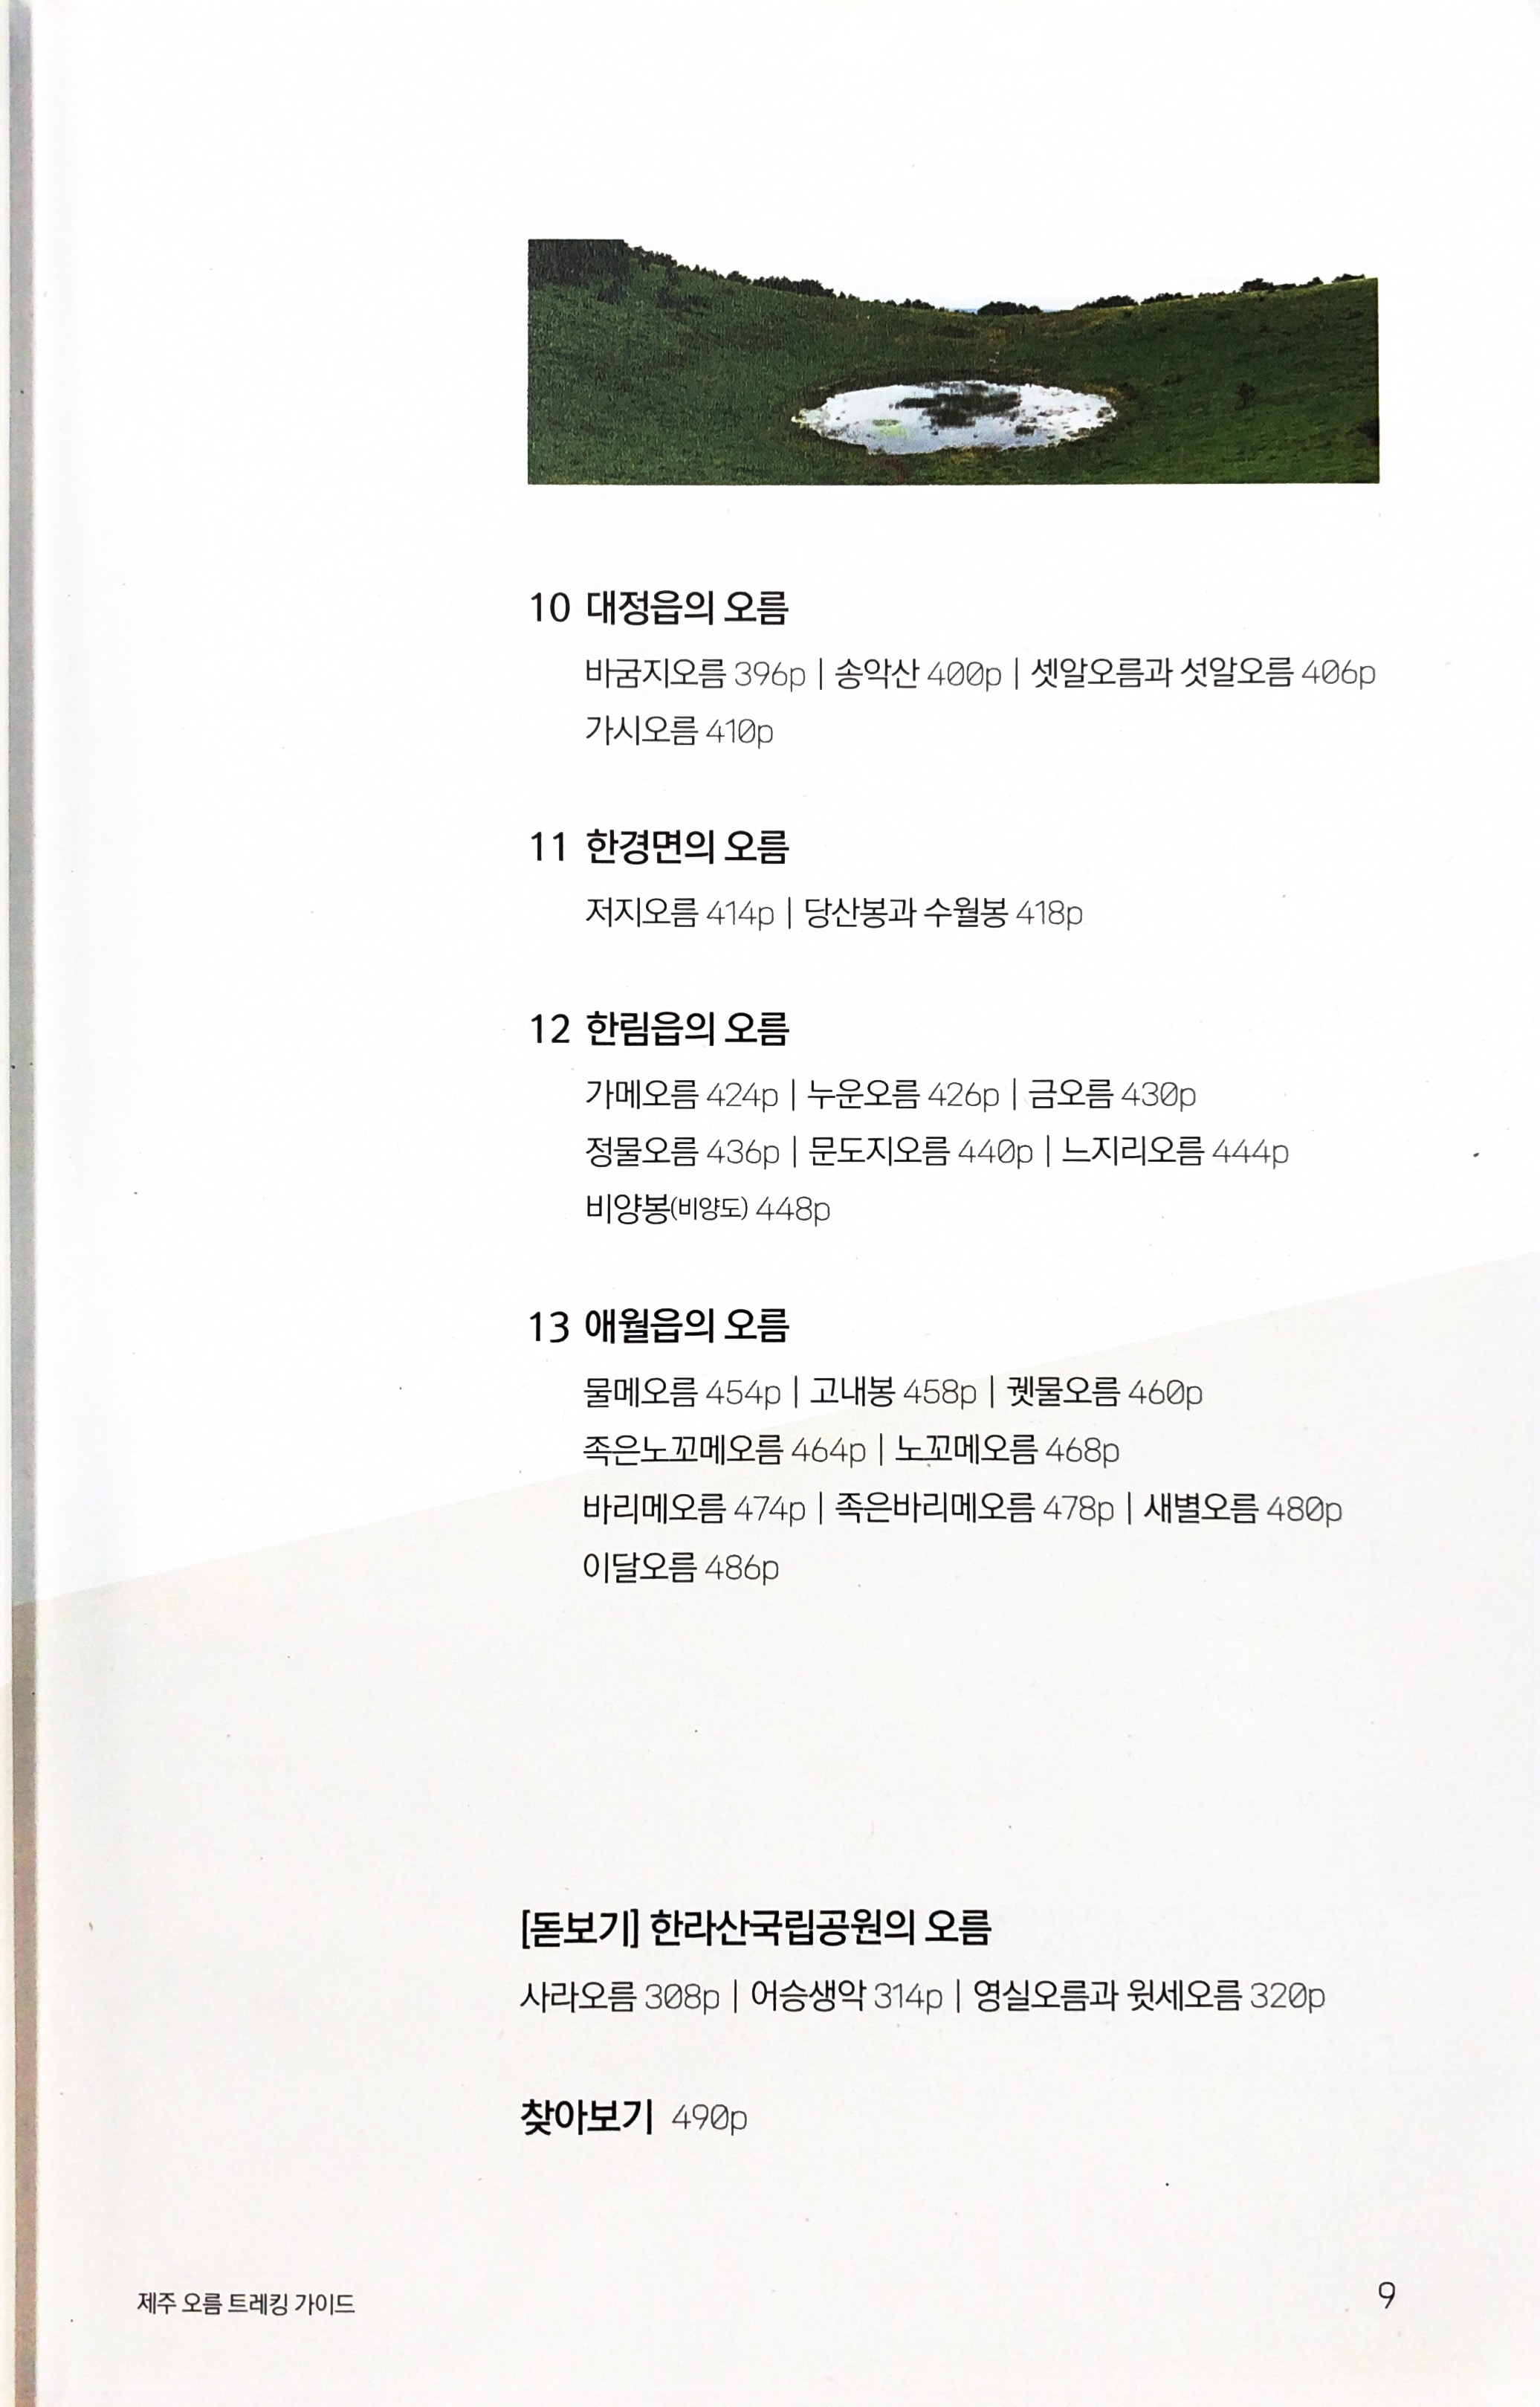 10 대정읍의 오름
바굼지오름 396p | 송악산 400p | 셋알오름과 섯알오름 406p
가시오름 410p
11 한경면의 오름
저지오름 414p | 당산봉과 수월봉 418p
12 한림읍의 오름
가메오름 424p | 누운오름 426p | 금오름 430p
정물오름 436p | 문도지오름 440p | 느지리오름 444p
비양봉(비양도) 448p
13 애월읍의 오름
물메오름 454p | 고내봉 458p | 궷물오름 460p
족은노꼬메오름 464p | 노꼬메오름 468p
바리메오름 474p | 족은바리메오름 478p | 새별오름 480p
이달오름 486p
[돋보기] 한라산국립공원의 오름
사라오름 308p | 어승생악 314p | 영실오름과 윗세오름 320p
찾아보기 490p
제주 오름 트레킹 가이드
9